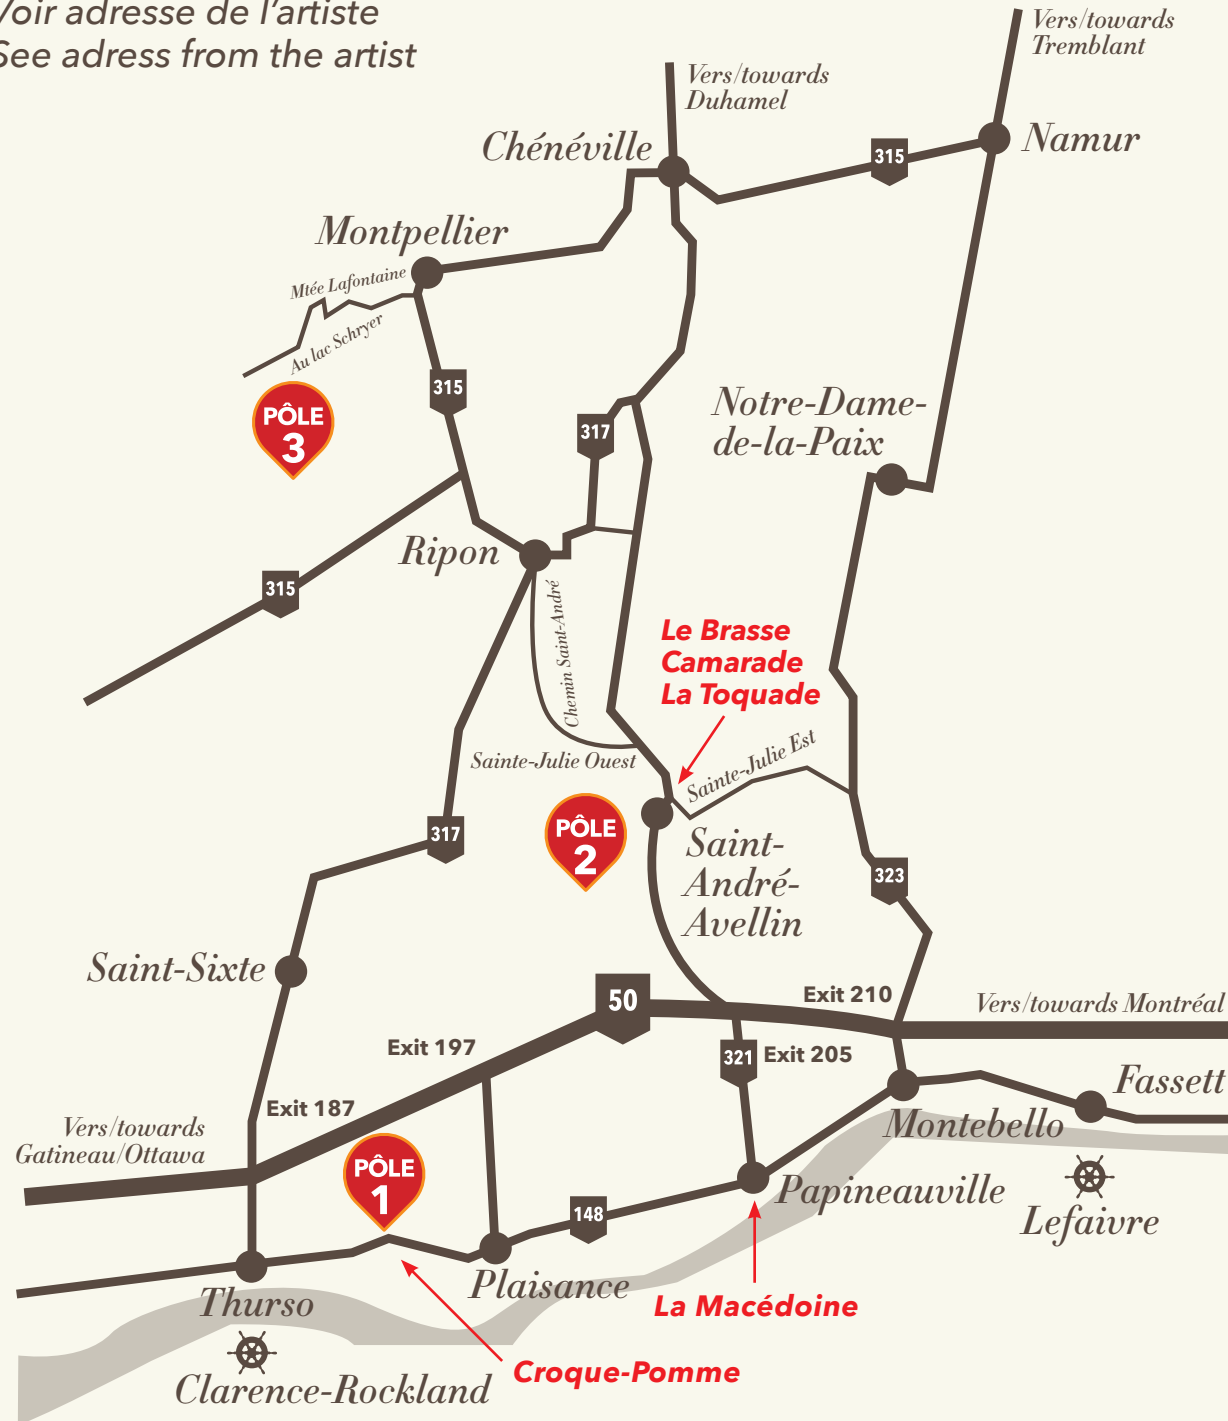 Voir adresse de l'artiste
See adress from the artist
Vers/towards
Tremblant
Vers/towards
Duhamel
Chénéville
315
Namur
Montpellier
Mtée Lafontaine
Au lac Schryer
315
PÔLE
3
317
Notre-Dame-
de-la-Paix
Ripon
315
Chemin Saint-André
Le Brasse
Camarade
La Toquade
Sainte-Julie Ouest
Sainte-Julie Est
317
PÔLE
2
Saint-
André-
Avellin
323
Saint-Sixte
50
Exit 210
Vers/towards Montréal
Exit 197
321
Exit 205
Fassett
Exit 187
Vers/towards
Gatineau/Ottawa
Montebello
PÔLE
1
148
Papineauville
Lefaivre
Plaisance
Thurso
La Macédoine
Croque-Pomme
Clarence-Rockland